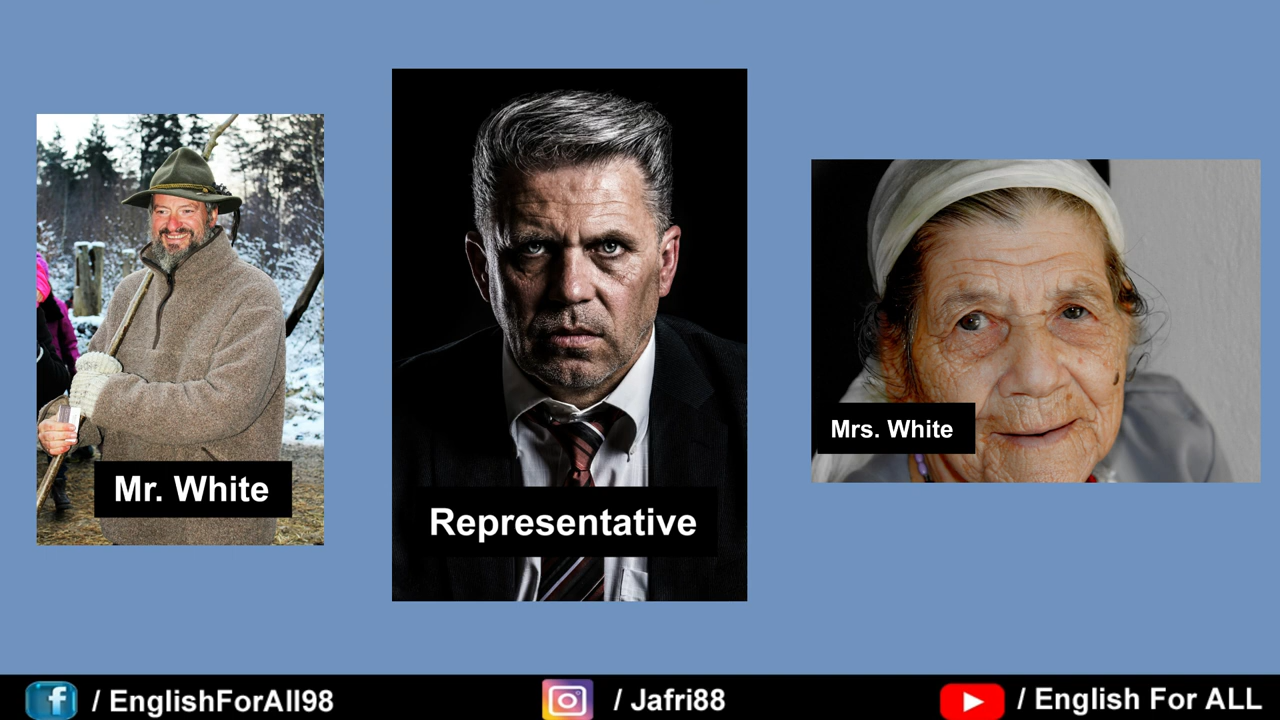 Mr. White
Representative
Mrs. White
f / EnglishForAll98
/ Jafri88
/ English For ALL